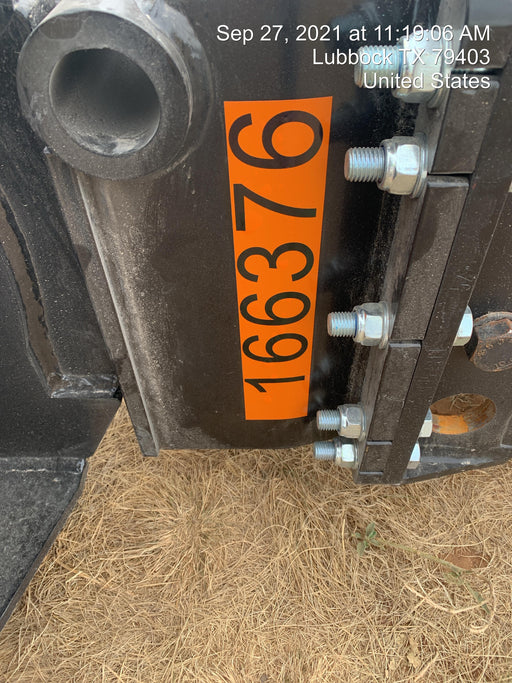 Sep 27, 2021 at 11:19:06 AM
Lubbock TX 79403
United States
166376